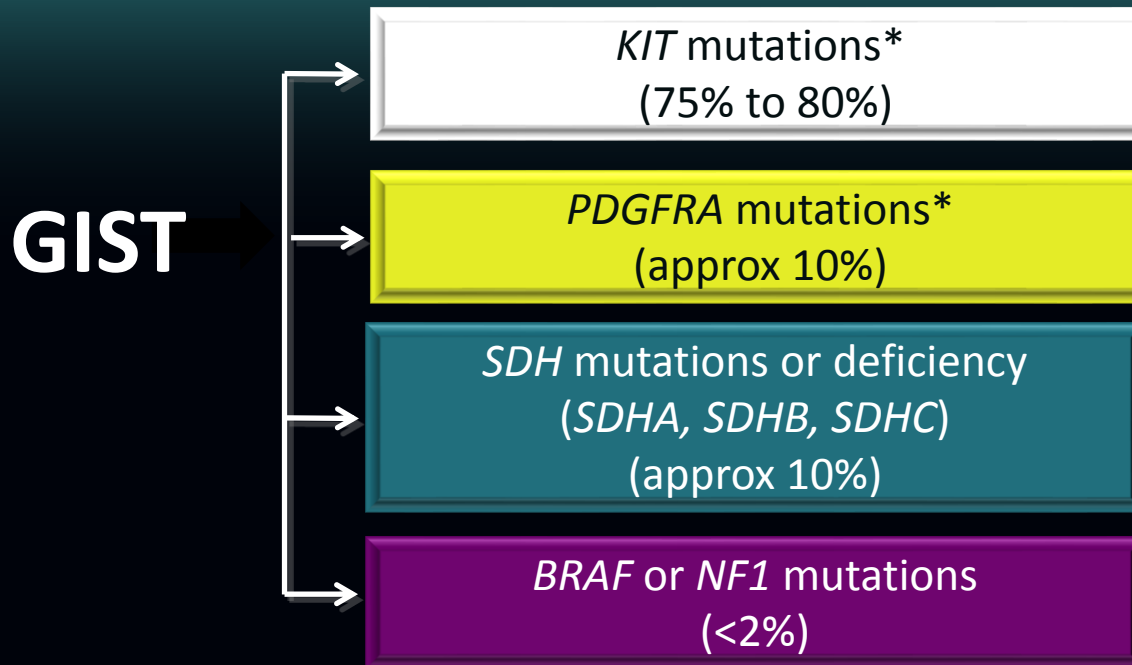 GIST
KIT mutations*
(75% to 80%)
PDGFRA mutations*
(approx 10%)
SDH mutations or deficiency
(SDHA, SDHB, SDHC)
(approx 10%)
BRAF or NF1 mutations
(<2%)